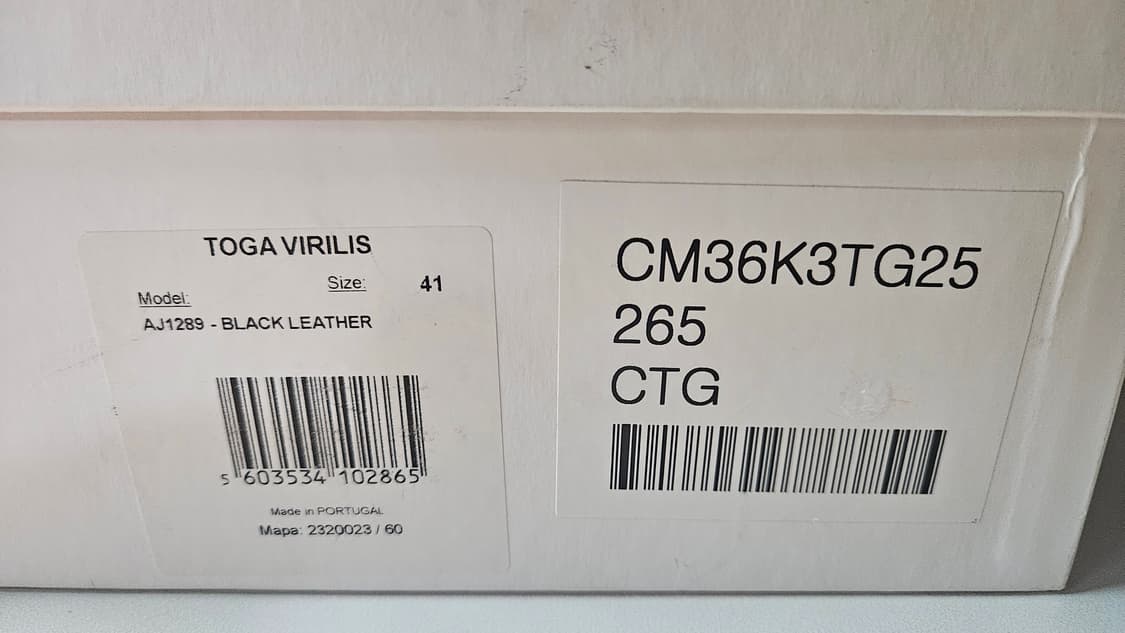 TOGA VIRILIS
Size: 41
Model:
AJ1289 - BLACK LEATHER
5 603534 102865
Made in PORTUGAL
Mapa: 2320023 / 60
CM36K3TG25
265
CTG